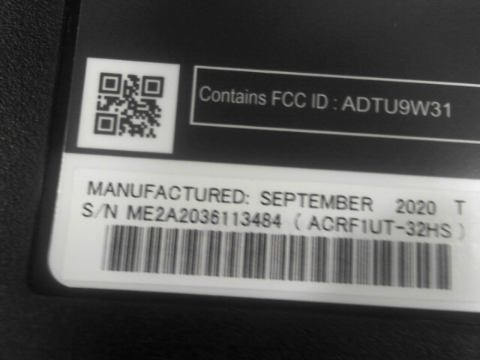 Contains FCC ID : ADTU9W31
MANUFACTURED: SEPTEMBER 2020 T
S/N ME2A2036113484 ( ACRF1UT-32HS )